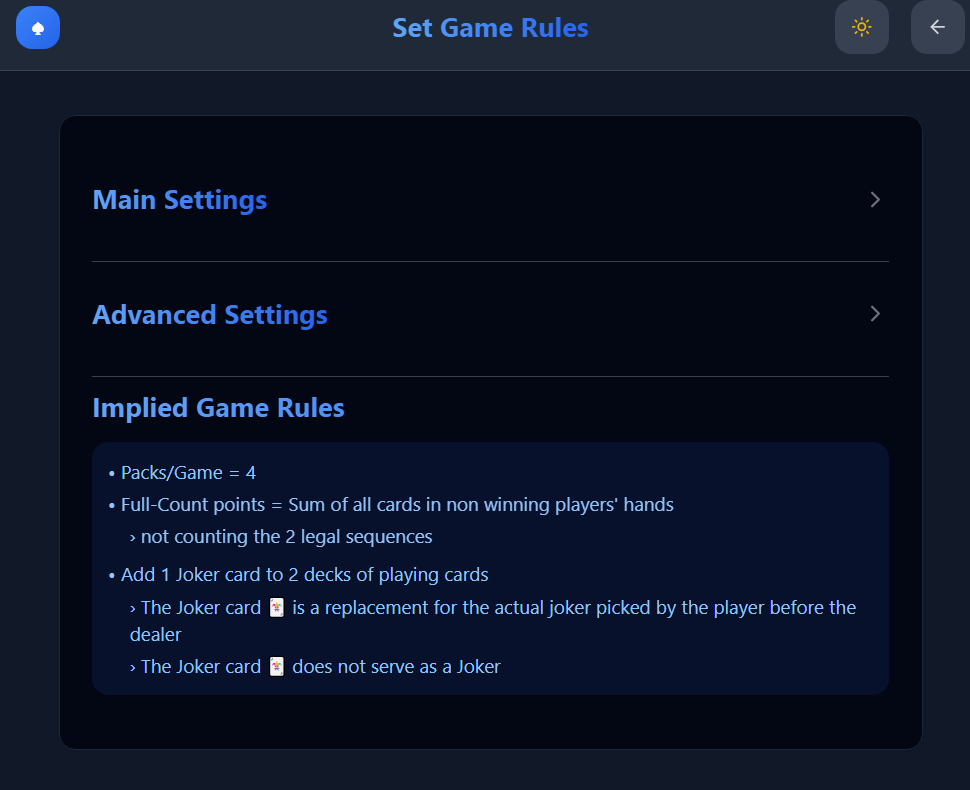 Set Game Rules
Main Settings
Advanced Settings
Implied Game Rules
• Packs/Game = 4
• Full-Count points = Sum of all cards in non winning players' hands
› not counting the 2 legal sequences
• Add 1 Joker card to 2 decks of playing cards
› The Joker card 🃏 is a replacement for the actual joker picked by the player before the
dealer
› The Joker card 🃏 does not serve as a Joker